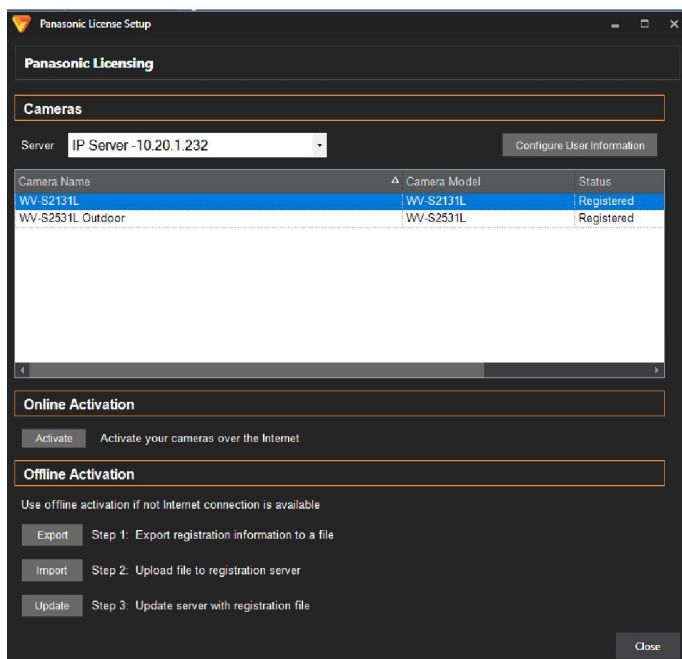 Panasonic License Setup
Panasonic Licensing
Cameras
Server IP Server -10.20.1.232 Configure User Information
Camera Name Camera Model Status
WV-S2131L WV-S2131L Registered
WV-S2531L Outdoor WV-S2531L Registered
Online Activation
Activate Activate your cameras over the Internet
Offline Activation
Use offline activation if not Internet connection is available
Export Step 1: Export registration information to a file
Import Step 2: Upload file to registration server
Update Step 3: Update server with registration file
Close